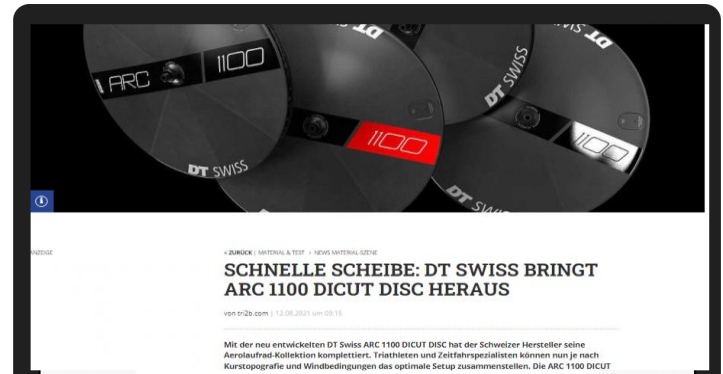 ARC 1100
SWISS
DT
SWISS DT
DT SWISS
1100
1100
DT SWISS
DT SWISS
ANZEIGE
« ZURÜCK | MATERIAL & TEST > NEWS MATERIAL-SZENE
SCHNELLE SCHEIBE: DT SWISS BRINGT
ARC 1100 DICUT DISC HERAUS
von tri2b.com | 12.08.2021 um 09:15
Mit der neu entwickelten DT Swiss ARC 1100 DICUT DISC hat der Schweizer Hersteller seine
Aerolaufrad-Kollektion komplettiert. Triathleten und Zeitfahrspezialisten können nun je nach
Kurstopografie und Windbedingungen das optimale Setup zusammenstellen. Die ARC 1100 DICUT